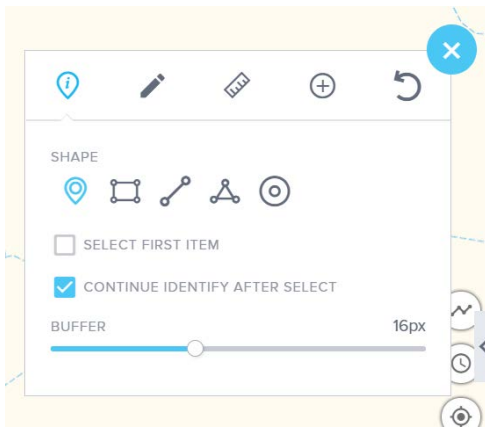 SHAPE
SELECT FIRST ITEM
CONTINUE IDENTIFY AFTER SELECT
BUFFER 16px